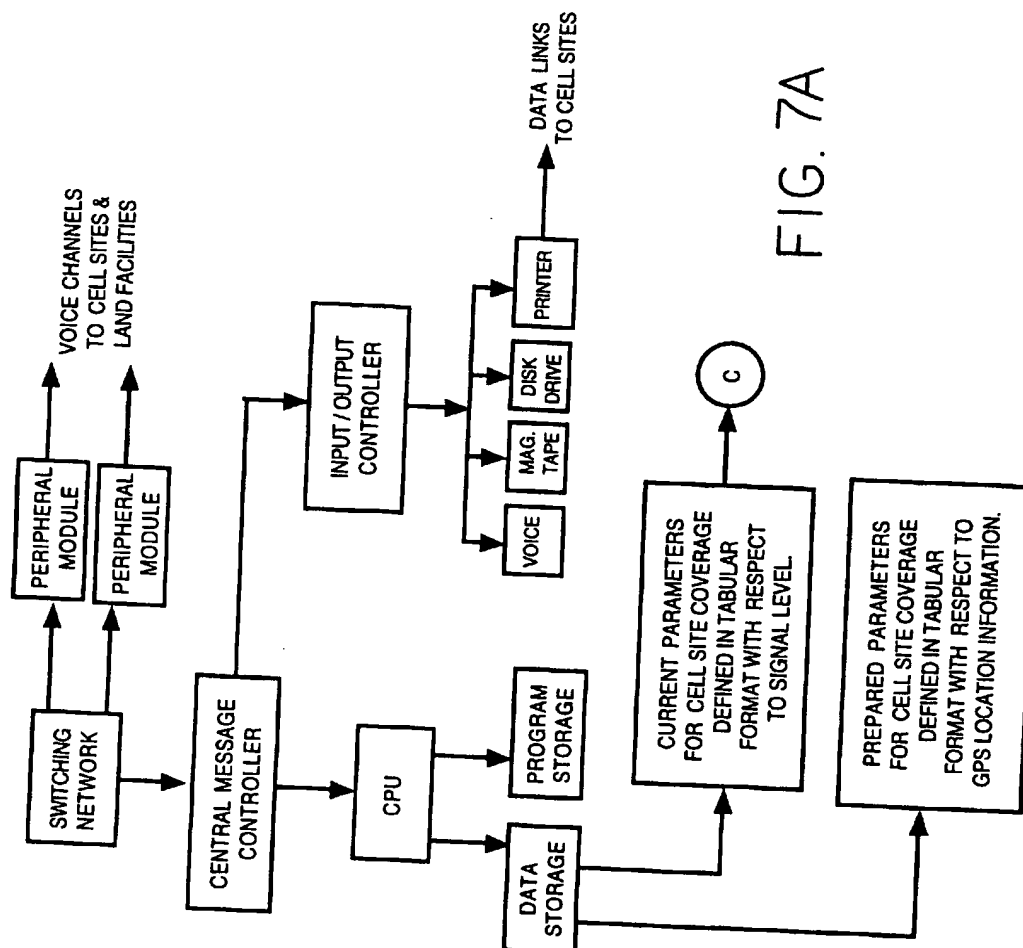 SWITCHING
NETWORK
PERIPHERAL
MODULE
PERIPHERAL
MODULE
VOICE CHANNELS
TO CELL SITES &
LAND FACILITIES
CENTRAL MESSAGE
CONTROLLER
INPUT / OUTPUT
CONTROLLER
CPU
DATA
STORAGE
PROGRAM
STORAGE
VOICE
MAG.
TAPE
DISK
DRIVE
PRINTER
DATA LINKS
TO CELL SITES
CURRENT PARAMETERS
FOR CELL SITE COVERAGE
DEFINED IN TABULAR
FORMAT WITH RESPECT
TO SIGNAL LEVEL.
C
PREPARED PARAMETERS
FOR CELL SITE COVERAGE
DEFINED IN TABULAR
FORMAT WITH RESPECT TO
GPS LOCATION INFORMATION.
FIG. 7A